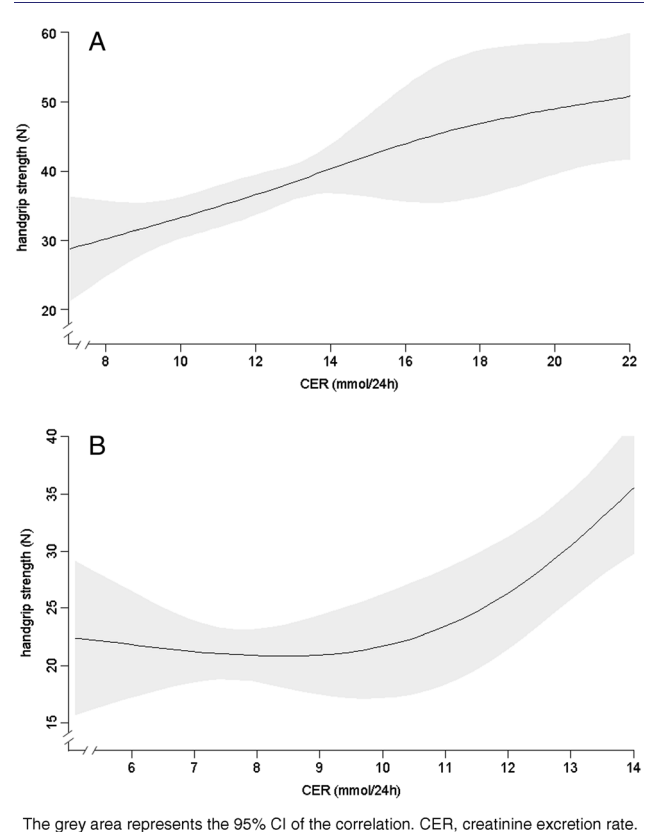 A
60
50
40
30
20
handgrip strength (N)
8 10 12 14 16 18 20 22
CER (mmol/24h)
B
40
35
30
25
20
15
handgrip strength (N)
6 7 8 9 10 11 12 13 14
CER (mmol/24h)
The grey area represents the 95% CI of the correlation. CER, creatinine excretion rate.